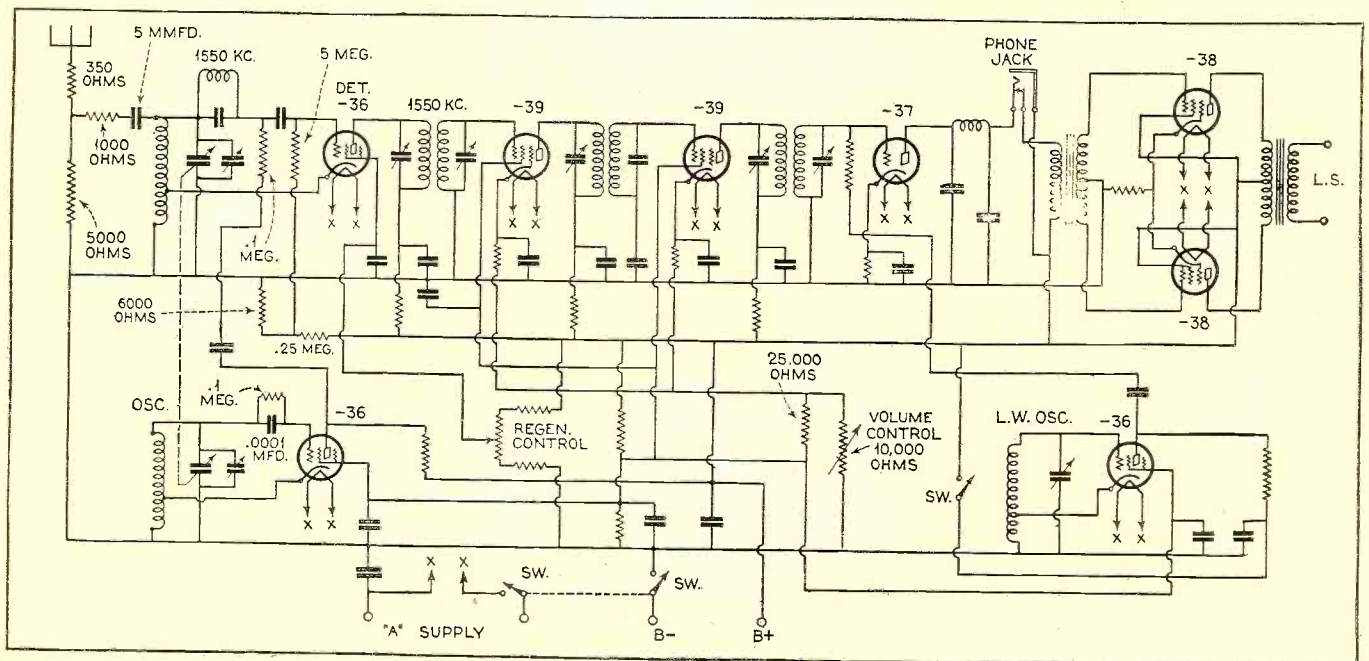 5 MMFD.
1550 KC.
5 MEG.
350
OHMS
DET.
-36
1550 KC.
-39
-39
-37
PHONE
JACK
-38
1000
OHMS
5000
OHMS
.1
MEG.
L.S.
-38
6000
OHMS
.25 MEG.
25.000
OHMS
OSC.
.1
MEG.
-36
.0001
MFD.
REGEN.
CONTROL
VOLUME
CONTROL
10,000
OHMS
L.W. OSC.
-36
SW.
X X
X X
X X
X X
X X
X X
X X
X X
X X
SW.
SW.
"A" SUPPLY
B-
B+